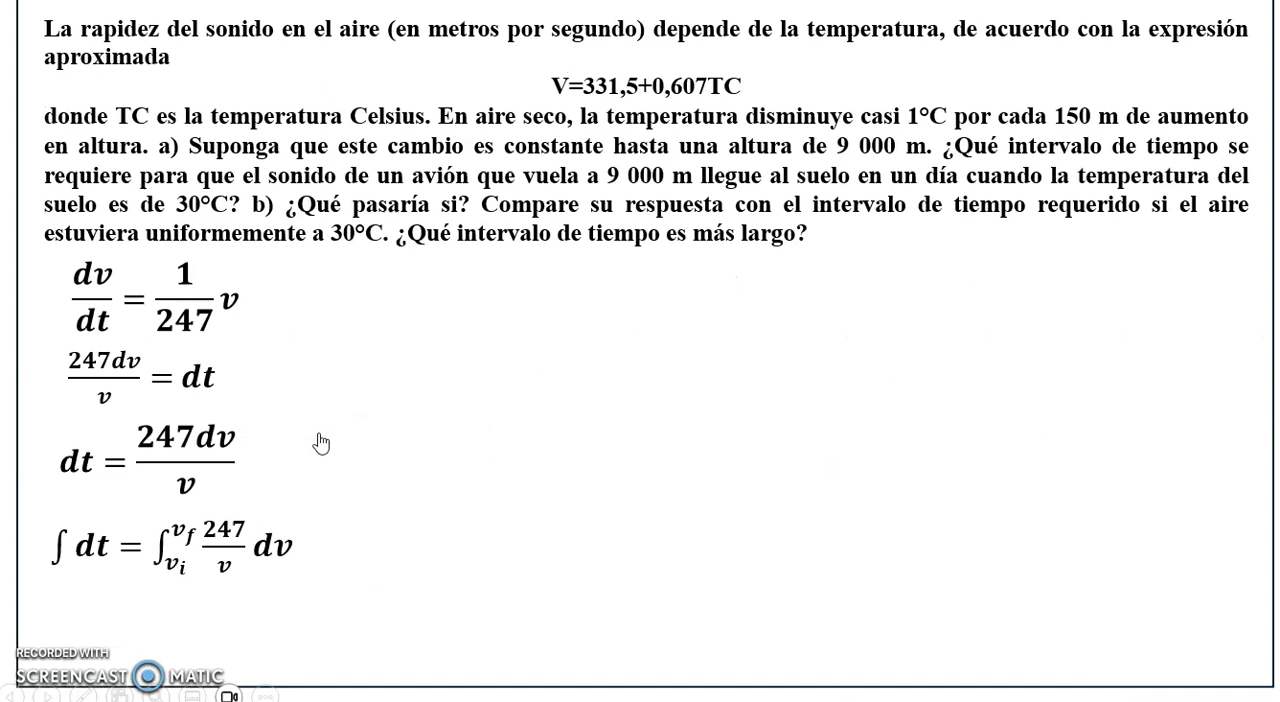 La rapidez del sonido en el aire (en metros por segundo) depende de la temperatura, de acuerdo con la expresión
aproximada
V=331,5+0,607TC
donde TC es la temperatura Celsius. En aire seco, la temperatura disminuye casi 1°C por cada 150 m de aumento
en altura. a) Suponga que este cambio es constante hasta una altura de 9 000 m. ¿Qué intervalo de tiempo se
requiere para que el sonido de un avión que vuela a 9 000 m llegue al suelo en un día cuando la temperatura del
suelo es de 30°C? b) ¿Qué pasaría si? Compare su respuesta con el intervalo de tiempo requerido si el aire
estuviera uniformemente a 30°C. ¿Qué intervalo de tiempo es más largo?
dv/dt = 1/247 v
247dv/v = dt
dt = 247dv/v
∫ dt = ∫_{v_i}^{v_f} 247/v dv
RECORDED WITH
SCREENCAST MATIC